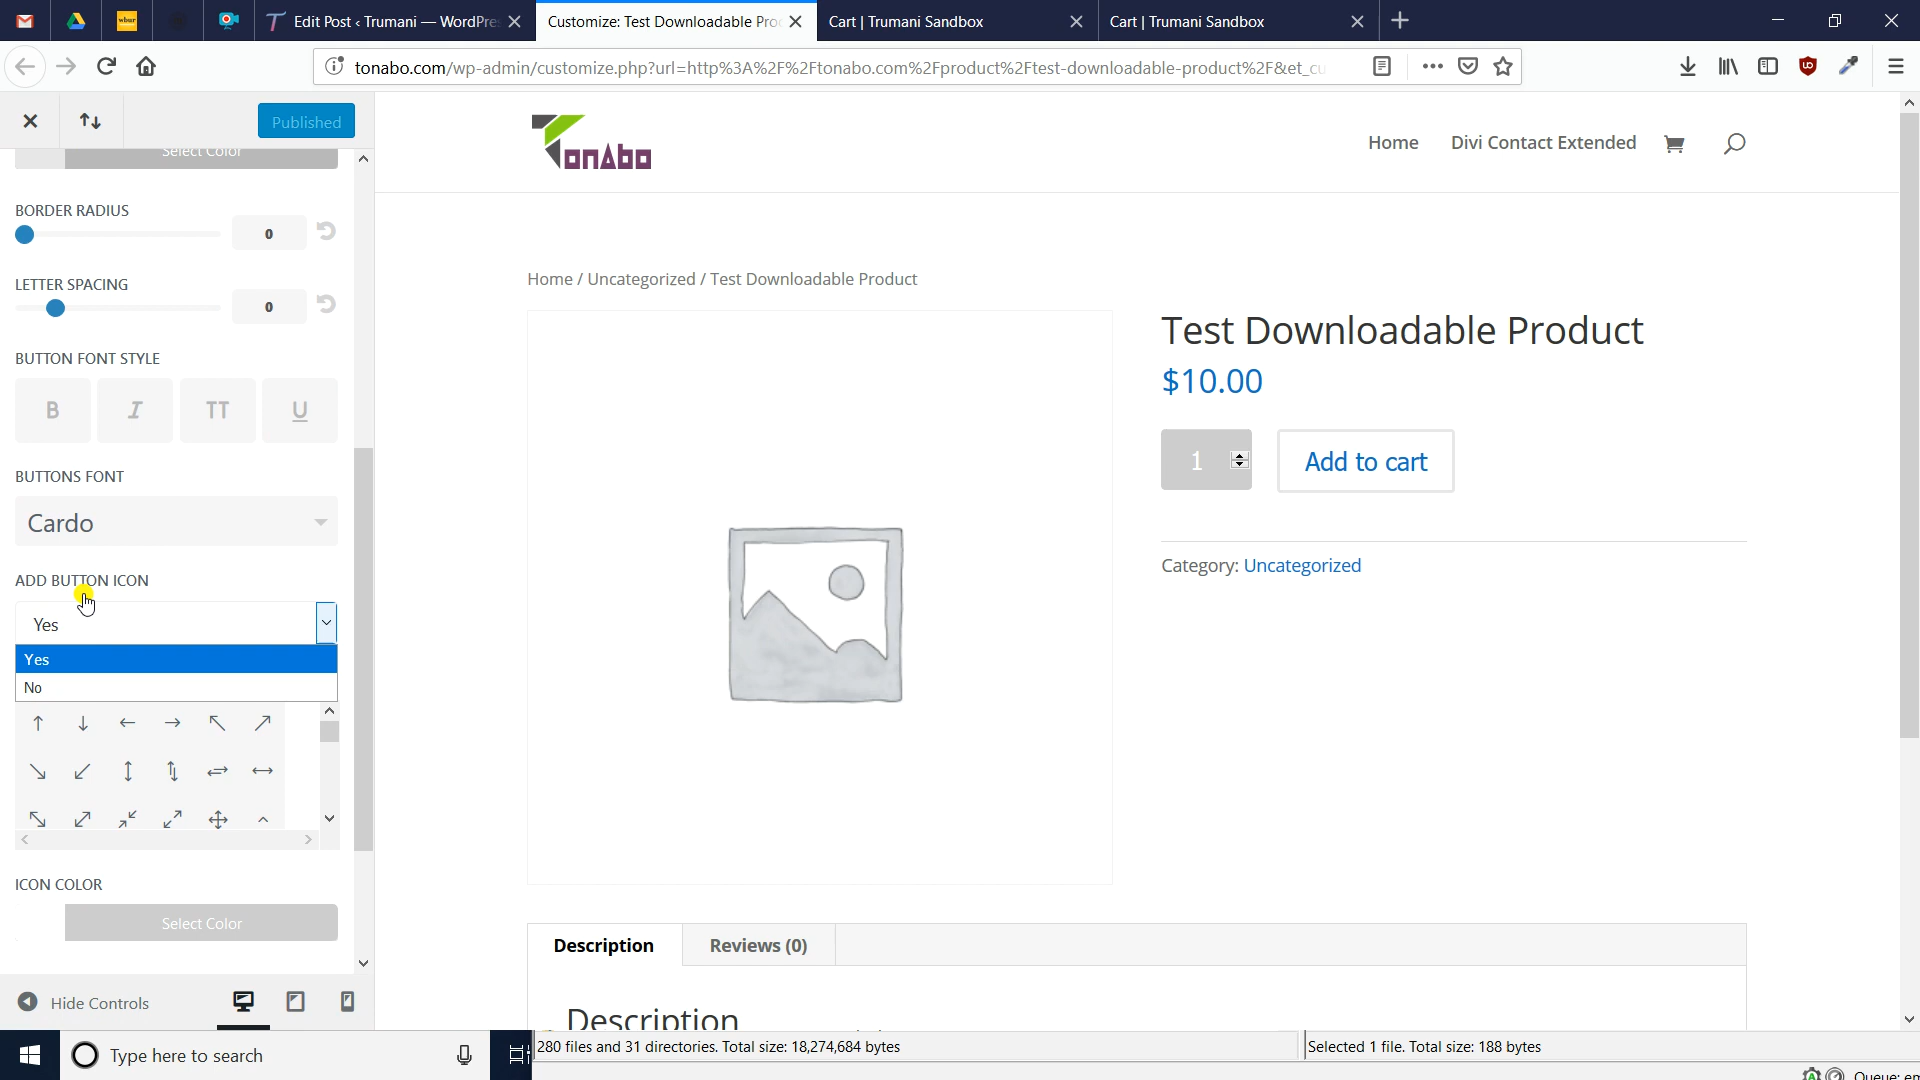 Edit Post ‹ Trumani — WordPre
Customize: Test Downloadable Pro
Cart | Trumani Sandbox
Cart | Trumani Sandbox
tonabo.com/wp-admin/customize.php?url=http%3A%2F%2Ftonabo.com%2Fproduct%2Ftest-downloadable-product%2F&et_cu
Published
Select Color
BORDER RADIUS
0
LETTER SPACING
0
BUTTON FONT STYLE
B I TT U
BUTTONS FONT
Cardo
ADD BUTTON ICON
Yes
Yes
No
ICON COLOR
Select Color
Hide Controls
TonAbo
Home Divi Contact Extended
Home / Uncategorized / Test Downloadable Product
Test Downloadable Product
$10.00
1
Add to cart
Category: Uncategorized
Description
Reviews (0)
Description
Type here to search
280 files and 31 directories. Total size: 18,274,684 bytes
Selected 1 file. Total size: 188 bytes